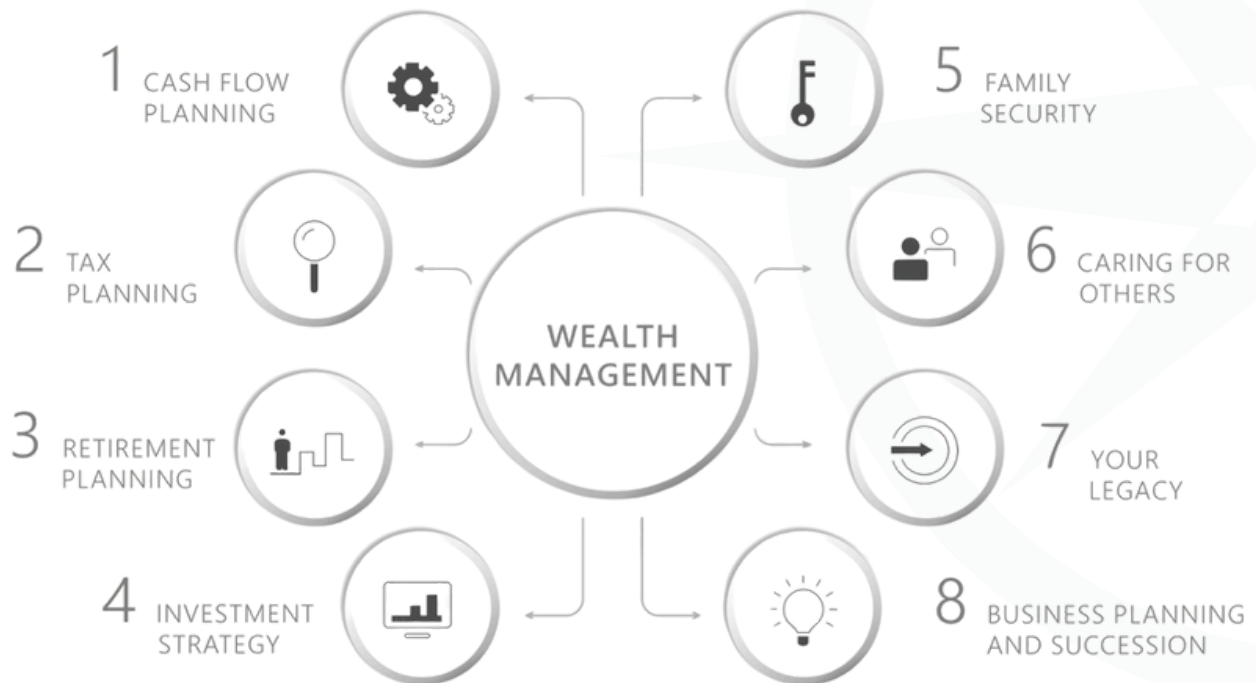 1 CASH FLOW
PLANNING
2 TAX
PLANNING
3 RETIREMENT
PLANNING
4 INVESTMENT
STRATEGY
WEALTH
MANAGEMENT
5 FAMILY
SECURITY
6 CARING FOR
OTHERS
7 YOUR
LEGACY
8 BUSINESS PLANNING
AND SUCCESSION